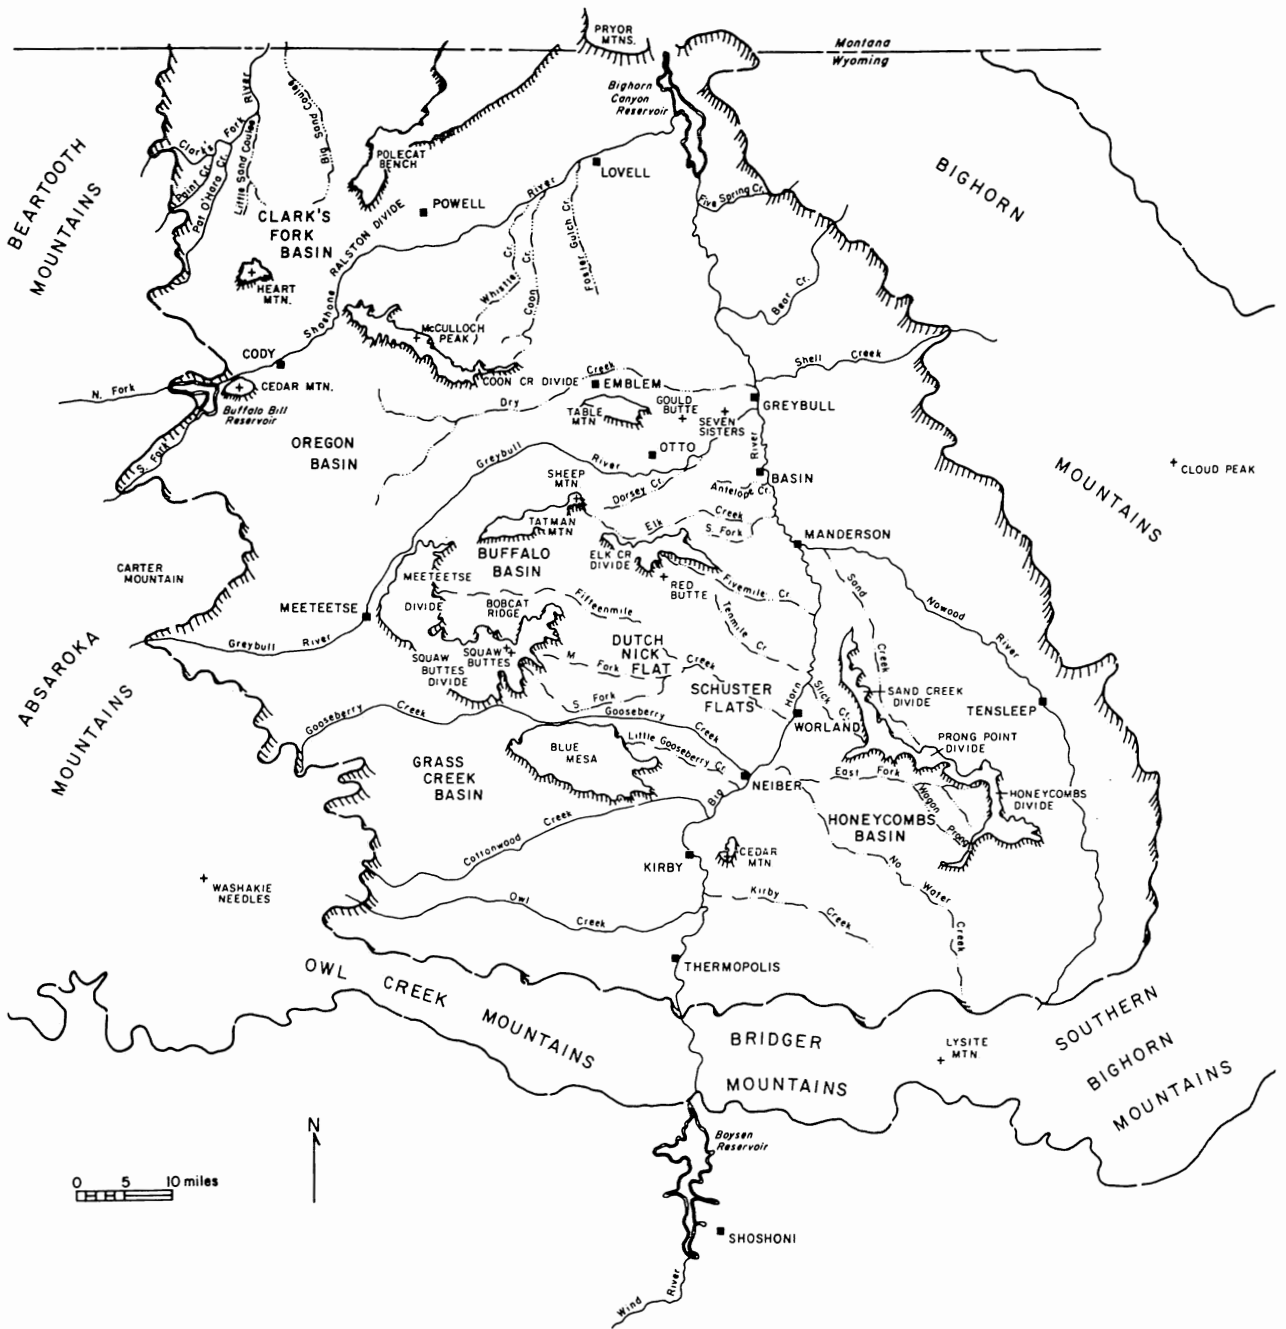 PRYOR
MTNS.
Montana
Wyoming
Bighorn
Canyon
Reservoir
BEARTOOTH
MOUNTAINS
Clark's Fork River
Paint Cr.
Pat O'Hara Cr.
Little Sand Coulee
Big Sand Coulee
POLECAT
BENCH
LOVELL
BIGHORN
MOUNTAINS
CLARK'S
FORK
BASIN
POWELL
RALSTON DIVIDE
Shoshone River
Five Spring Cr.
HEART
MTN.
Whistle Cr.
Coon Cr.
Foster Gulch Cr.
Bear Cr.
McCULLOCH
PEAK
CODY
N. Fork
CEDAR MTN.
Buffalo Bill
Reservoir
S. Fork
COON CR DIVIDE
Dry Creek
EMBLEM
Shell Creek
TABLE
MTN
GOULD
BUTTE
SEVEN
SISTERS
GREYBULL
OREGON
BASIN
OTTO
Greybull River
SHEEP
MTN
Dorsey Cr.
River
BASIN
Antelope Cr.
CLOUD PEAK
TATMAN
MTN
Elk Creek
S. Fork
MANDERSON
BUFFALO
BASIN
ELK CR
DIVIDE
RED
BUTTE
Fivemile Cr.
CARTER
MOUNTAIN
MEETEETSE
DIVIDE
BOBCAT
RIDGE
Fifteenmile
Tenmile Cr.
Sand Creek
Nowood River
MEETEETSE
Greybull River
ABSAROKA
MOUNTAINS
SQUAW
BUTTES
DIVIDE
SQUAW
BUTTES
DUTCH
NICK
FLAT
M. Fork Creek
S. Fork
SCHUSTER
FLATS
Slick Cr.
SAND CREEK
DIVIDE
TENSLEEP
WORLAND
Gooseberry Creek
Gooseberry Creek
Little Gooseberry Cr.
BLUE
MESA
PRONG POINT
DIVIDE
GRASS
CREEK
BASIN
Big Horn
NEIBER
East Fork
Wagon Prong
HONEYCOMBS
DIVIDE
HONEYCOMBS
BASIN
Cottonwood Creek
KIRBY
CEDAR
MTN
No Water Creek
WASHAKIE
NEEDLES
Owl Creek
Kirby Creek
THERMOPOLIS
OWL CREEK MOUNTAINS
BRIDGER
MOUNTAINS
LYSITE
MTN
SOUTHERN
BIGHORN
MOUNTAINS
N
0 5 10 miles
Boysen
Reservoir
SHOSHONI
Wind River